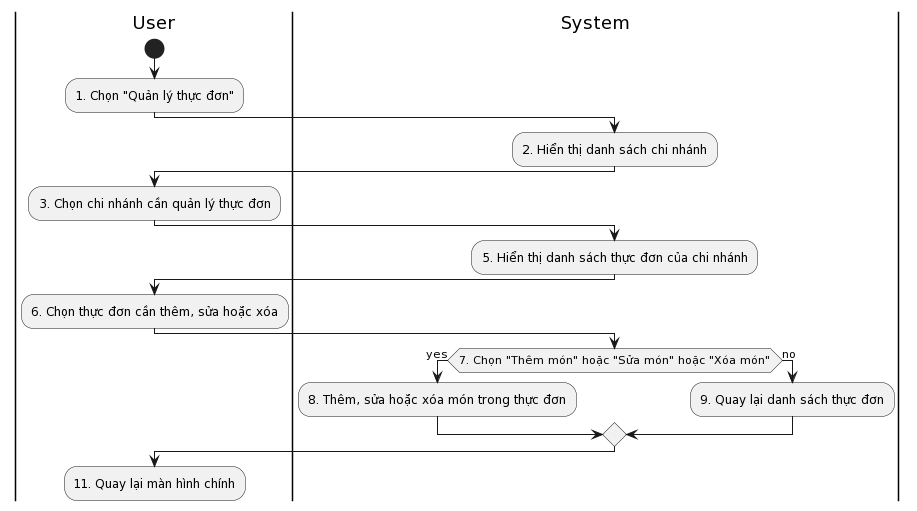 User
System
1. Chọn "Quản lý thực đơn"
2. Hiển thị danh sách chi nhánh
3. Chọn chi nhánh cần quản lý thực đơn
5. Hiển thị danh sách thực đơn của chi nhánh
6. Chọn thực đơn cần thêm, sửa hoặc xóa
yes
7. Chọn "Thêm món" hoặc "Sửa món" hoặc "Xóa món"
no
8. Thêm, sửa hoặc xóa món trong thực đơn
9. Quay lại danh sách thực đơn
11. Quay lại màn hình chính